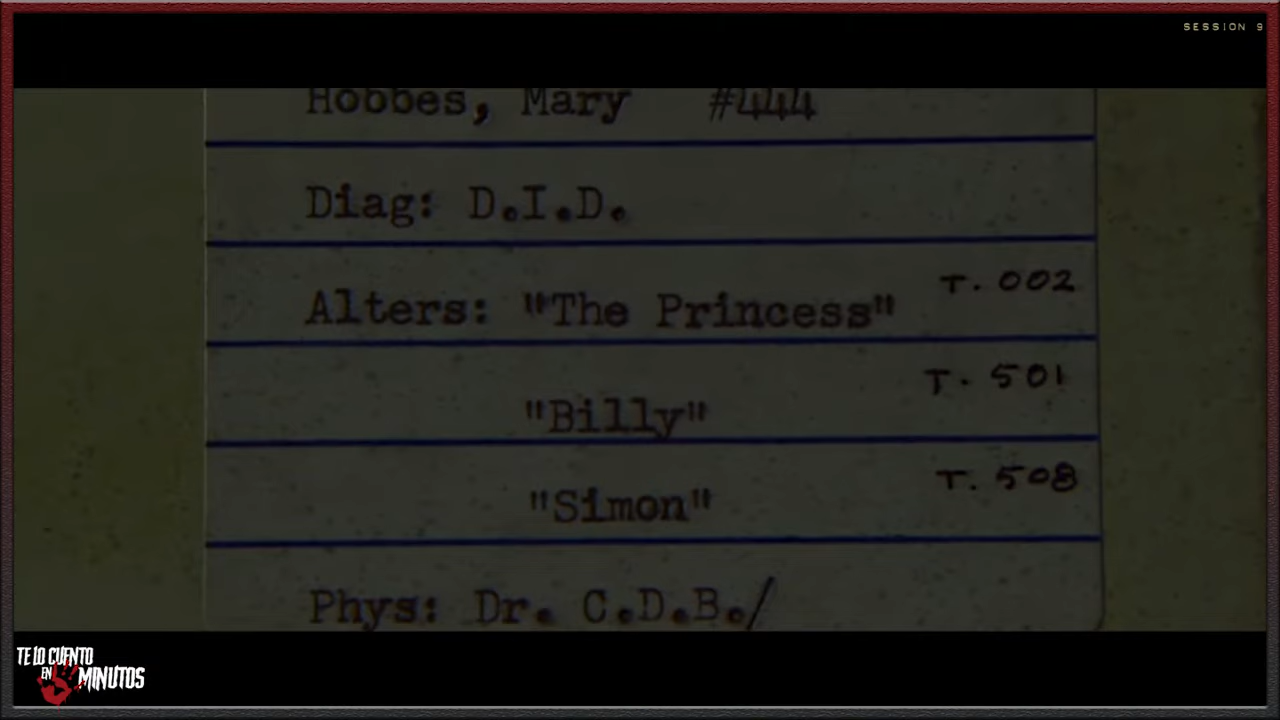 SESSION 9
Hobbes, Mary #444
Diag: D.I.D.
Alters: "The Princess" T. 002
"Billy" T. 501
"Simon" T. 508
Phys: Dr. C.D.B./
TE LO CUENTO
EN MINUTOS